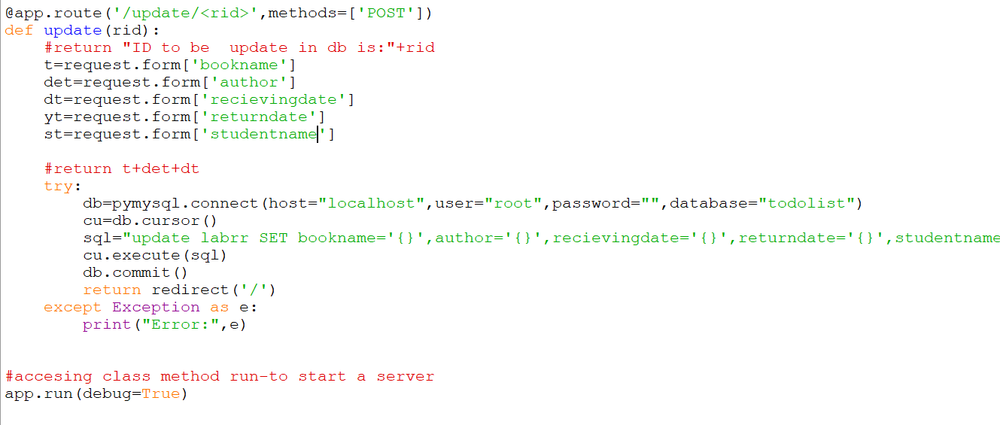 @app.route('/update/<rid>',methods=['POST'])
def update(rid):
    #return "ID to be  update in db is:"+rid
    t=request.form['bookname']
    det=request.form['author']
    dt=request.form['recievingdate']
    yt=request.form['returndate']
    st=request.form['studentname']
    #return t+det+dt
    try:
        db=pymysql.connect(host="localhost",user="root",password="",database="todolist")
        cu=db.cursor()
        sql="update labrr SET bookname='{}',author='{}',recievingdate='{}',returndate='{}',studentname
        cu.execute(sql)
        db.commit()
        return redirect('/')
    except Exception as e:
        print("Error:",e)
#accesing class method run-to start a server
app.run(debug=True)